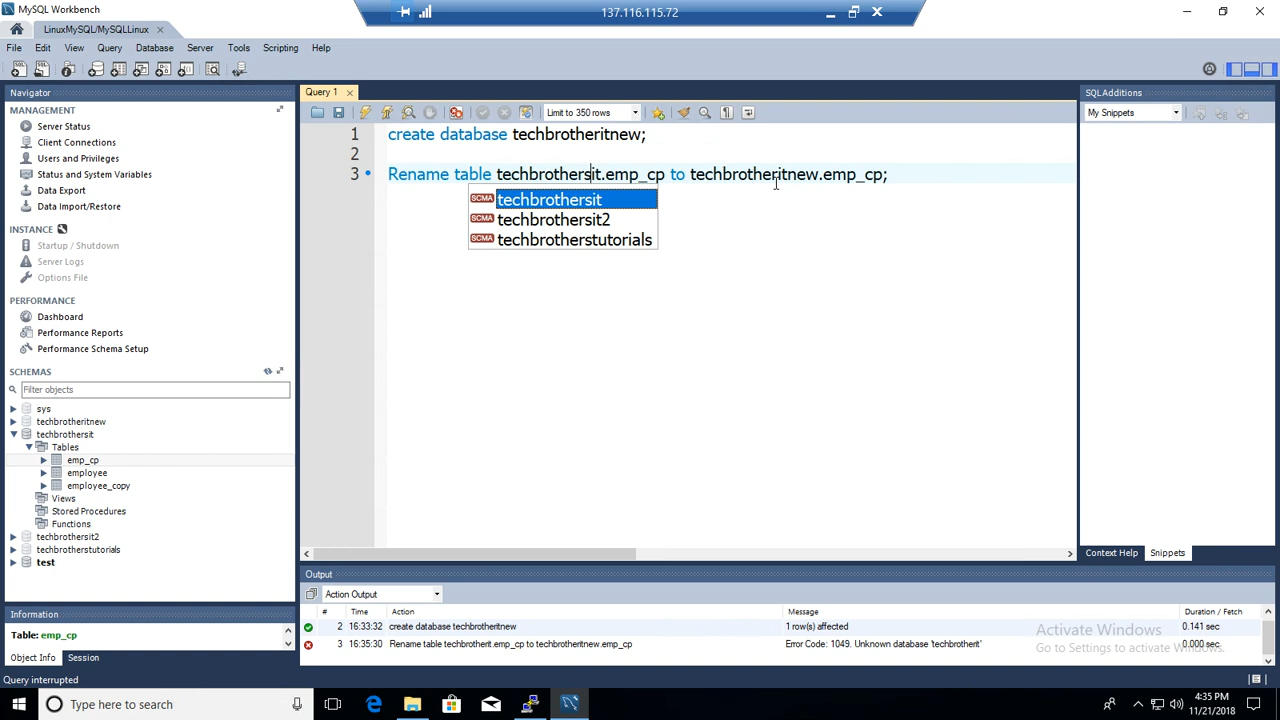 MySQL Workbench
137.116.115.72
LinuxMySQL/MySQLLinux
File Edit View Query Database Server Tools Scripting Help
Navigator
MANAGEMENT
Server Status
Client Connections
Users and Privileges
Status and System Variables
Data Export
Data Import/Restore
INSTANCE
Startup / Shutdown
Server Logs
Options File
PERFORMANCE
Dashboard
Performance Reports
Performance Schema Setup
SCHEMAS
Filter objects
sys
techbrotheritnew
techbrothersit
Tables
emp_cp
employee
employee_copy
Views
Stored Procedures
Functions
techbrothersit2
techbrotherstutorials
test
Information
Table: emp_cp
Object Info Session
Query interrupted
Query 1
Limit to 350 rows
1 create database techbrotheritnew;
2
3 Rename table techbrothersit.emp_cp to techbrotheritnew.emp_cp;
SCMA techbrothersit
SCMA techbrothersit2
SCMA techbrotherstutorials
SQLAdditions
My Snippets
Context Help Snippets
Output
Action Output
# Time Action Message Duration / Fetch
2 16:33:32 create database techbrotheritnew 1 row(s) affected 0.141 sec
3 16:35:30 Rename table techbrotherit.emp_cp to techbrotheritnew.emp_cp Error Code: 1049. Unknown database 'techbrotherit' 0.000 sec
Activate Windows
Go to Settings to activate Windows.
Type here to search
4:35 PM
11/21/2018